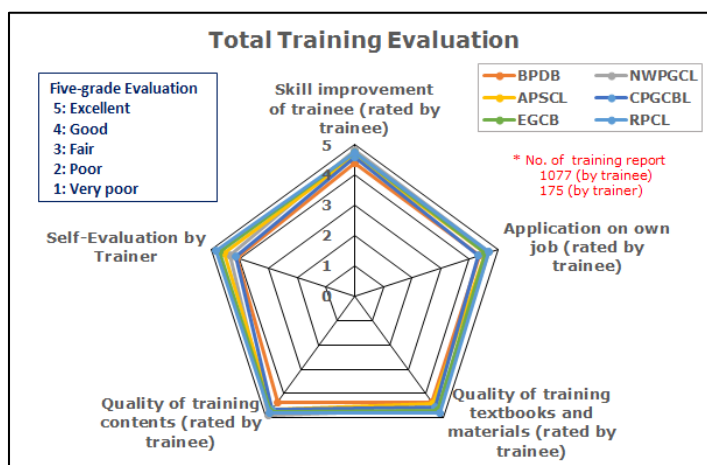 Total Training Evaluation
Five-grade Evaluation
5: Excellent
4: Good
3: Fair
2: Poor
1: Very poor
Skill improvement
of trainee (rated by
trainee)
BPDB
NWPGCL
APSCL
CPGCBL
EGCB
RPCL
* No. of training report
1077 (by trainee)
175 (by trainer)
5
4
3
2
1
0
Self-Evaluation by
Trainer
Application on own
job (rated by
trainee)
Quality of training
contents (rated by
trainee)
Quality of training
textbooks and
materials (rated by
trainee)